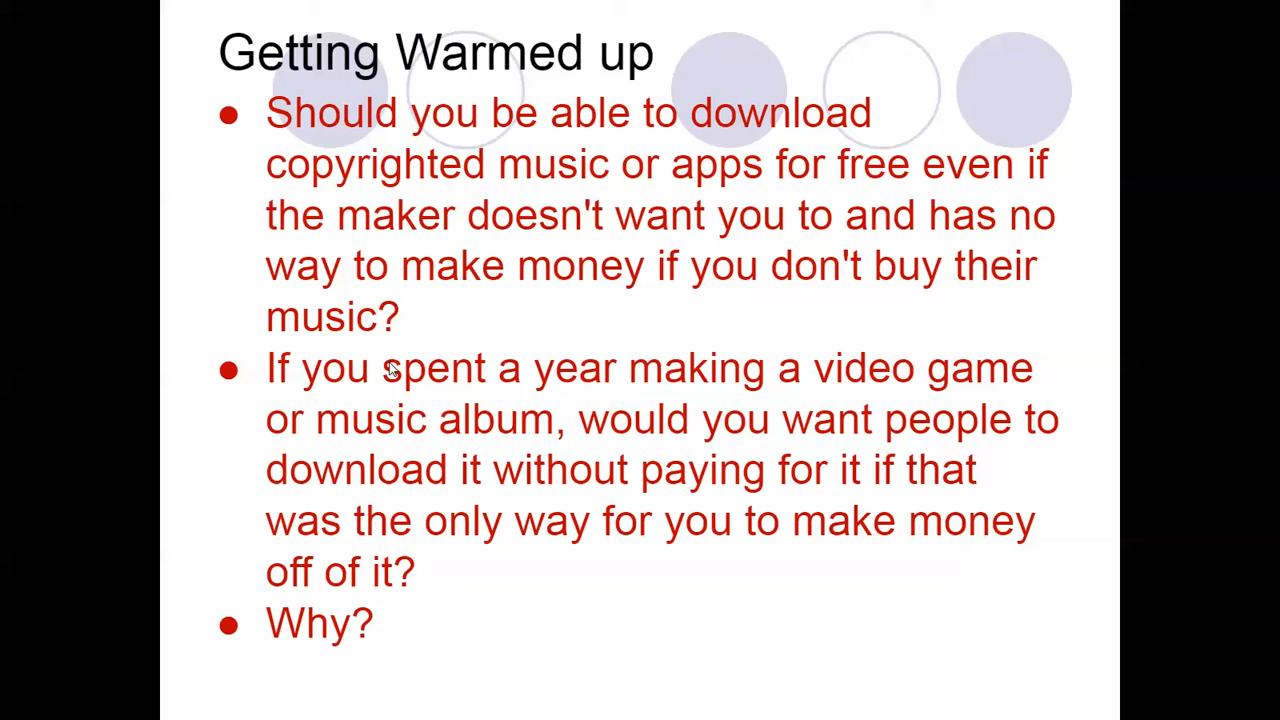 Getting Warmed up
● Should you be able to download
copyrighted music or apps for free even if
the maker doesn't want you to and has no
way to make money if you don't buy their
music?
● If you spent a year making a video game
or music album, would you want people to
download it without paying for it if that
was the only way for you to make money
off of it?
● Why?